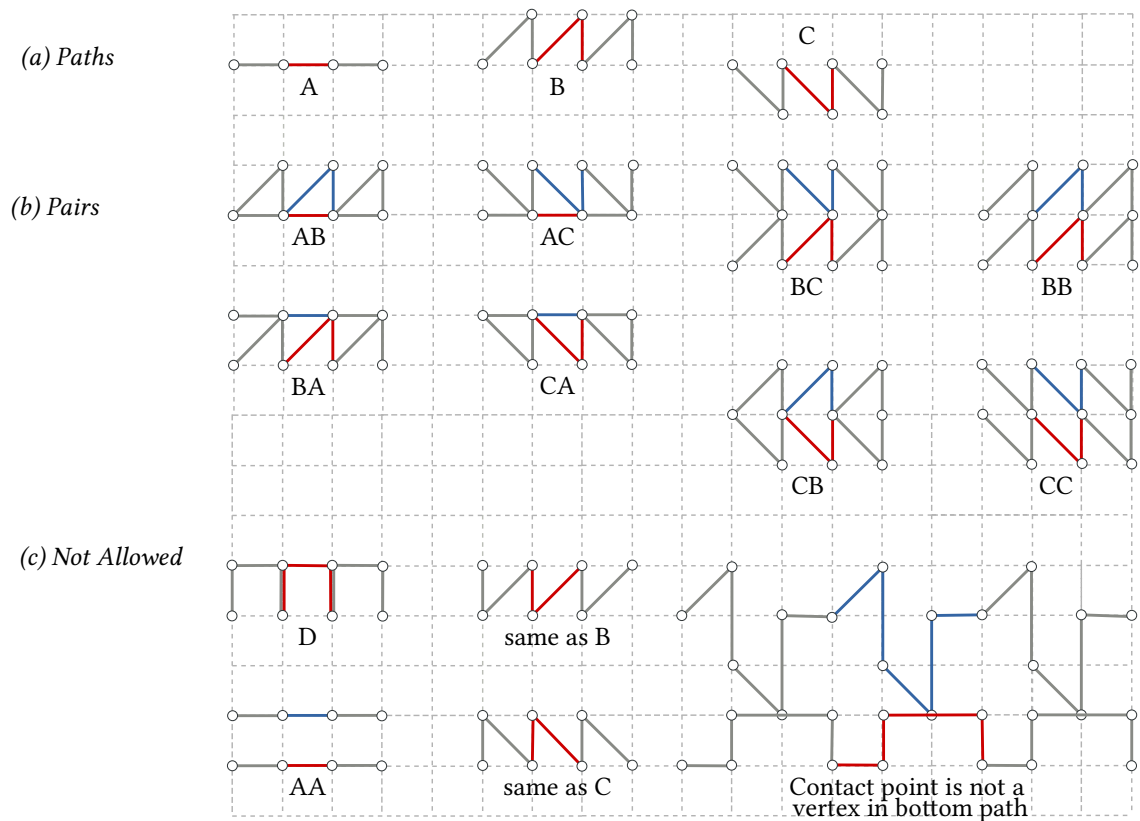 (a) Paths
A
B
C
(b) Pairs
AB
AC
BC
BB
BA
CA
CB
CC
(c) Not Allowed
D
same as B
AA
same as C
Contact point is not a
vertex in bottom path